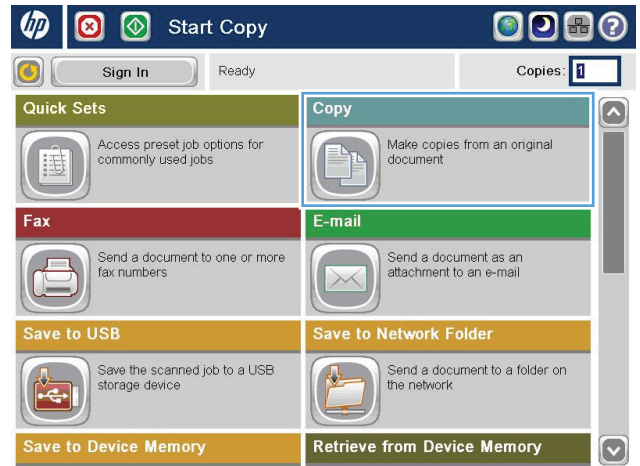 hp Start Copy ?
Sign In Ready Copies: 1
Quick Sets Copy
Access preset job options for Make copies from an original
commonly used jobs document
Fax E-mail
Send a document to one or more Send a document as an
fax numbers attachment to an e-mail
Save to USB Save to Network Folder
Save the scanned job to a USB Send a document to a folder on
storage device the network
Save to Device Memory Retrieve from Device Memory